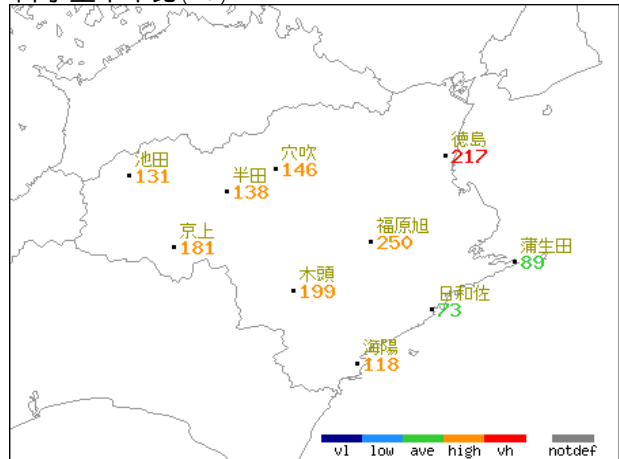 徳島
217
穴吹
146
池田
131
半田
138
福原旭
250
京上
181
蒲生田
89
木頭
199
日和佐
73
海陽
118
vl low ave high vh notdef